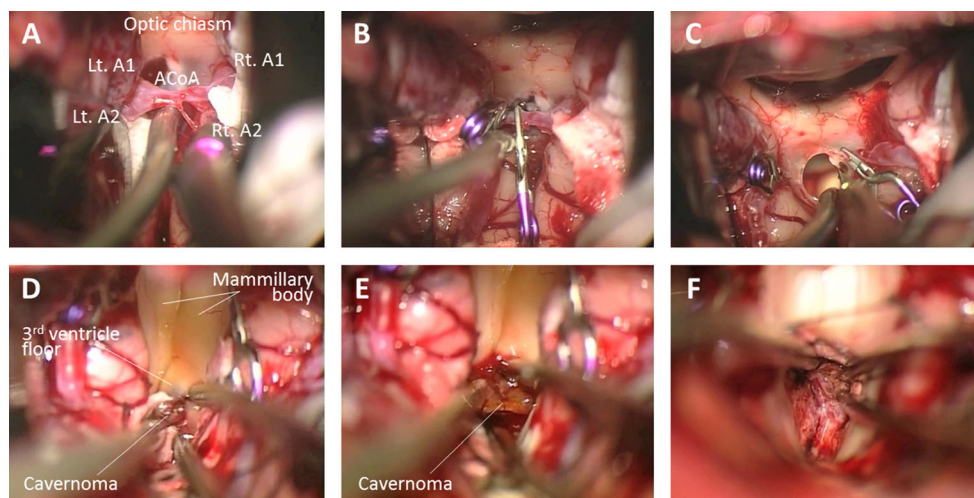 A
Optic chiasm
Lt. A1
ACoA
Rt. A1
Lt. A2
Rt. A2
B
C
D
Mammillary
body
3rd ventricle
floor
Cavernoma
E
Cavernoma
F